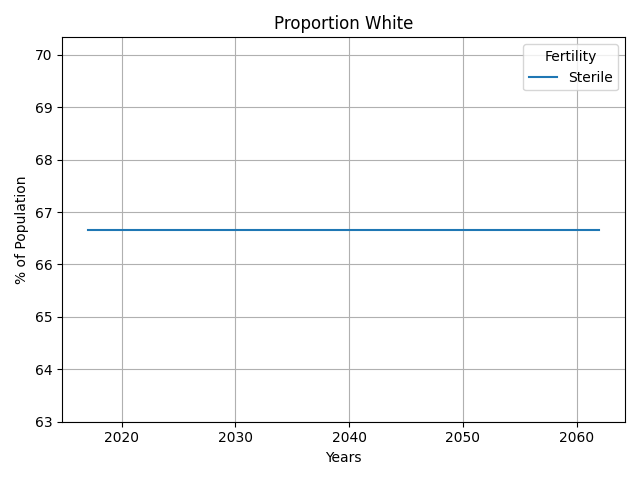 Proportion White
70
69
68
67
66
65
64
63
% of Population
Fertility
Sterile
2020 2030 2040 2050 2060
Years